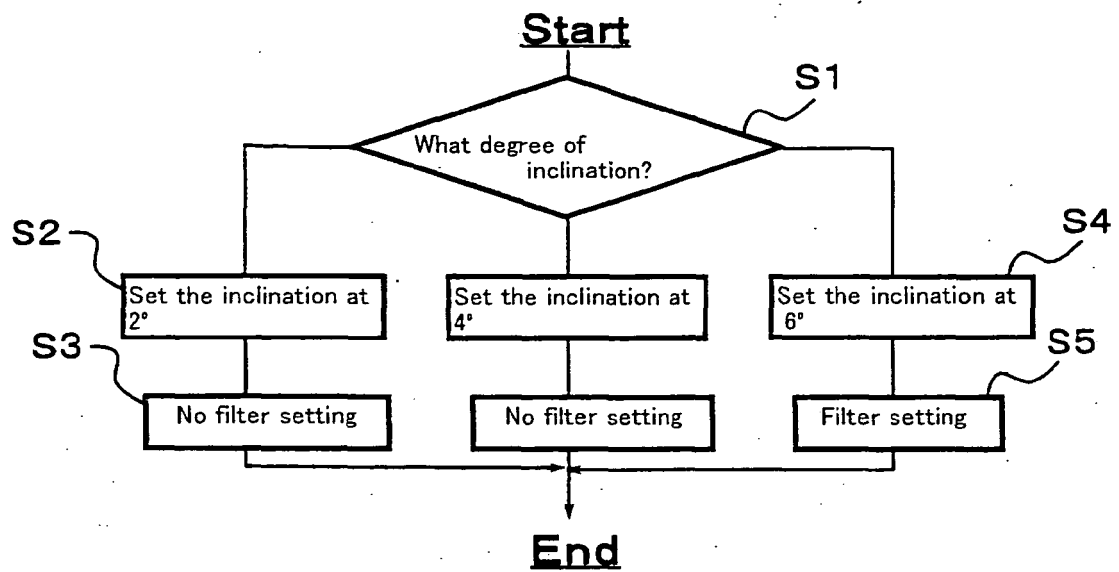 Start
S1
What degree of
inclination?
S2
S4
Set the inclination at
2°
Set the inclination at
4°
Set the inclination at
6°
S3
S5
No filter setting
No filter setting
Filter setting
End